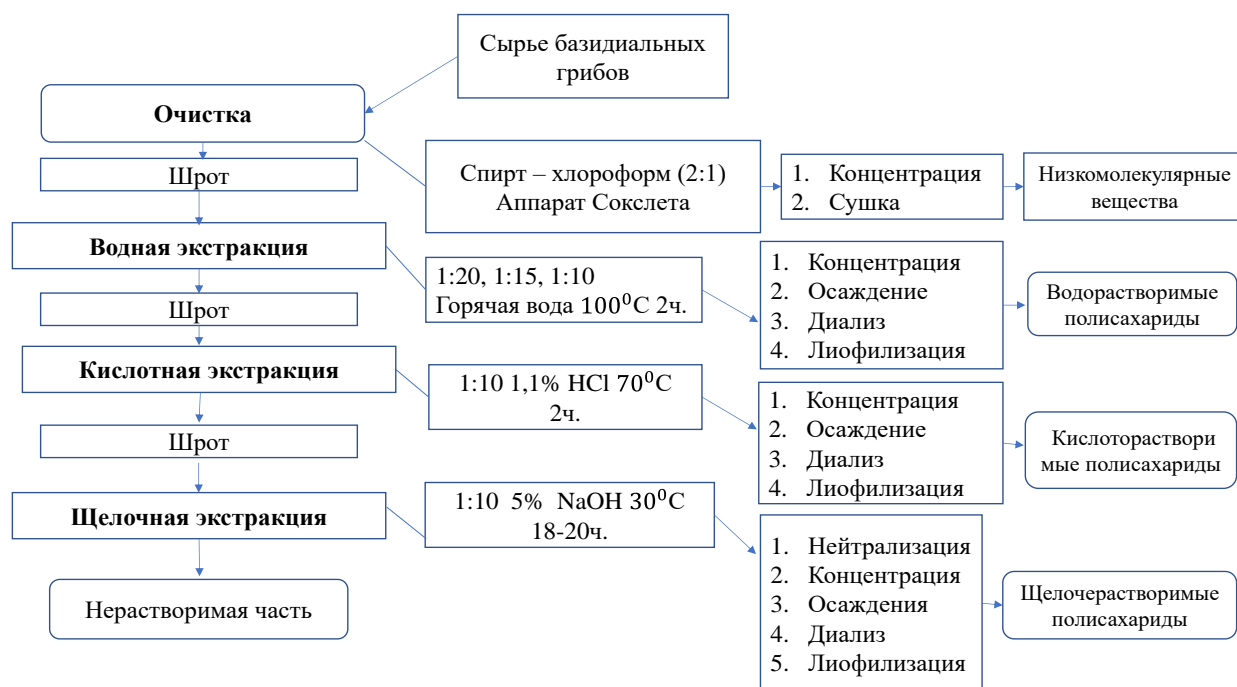 Сырье базидиальных
грибов
Очистка
Шрот
Спирт – хлороформ (2:1)
Аппарат Сокслета
1. Концентрация
2. Сушка
Низкомолекулярные
вещества
Водная экстракция
1:20, 1:15, 1:10
Горячая вода 100⁰C 2ч.
1. Концентрация
2. Осаждение
3. Диализ
4. Лиофилизация
Водорастворимые
полисахариды
Шрот
Кислотная экстракция
1:10 1,1% HCl 70⁰C
2ч.
1. Концентрация
2. Осаждение
3. Диализ
4. Лиофилизация
Кислотораствори
мые полисахариды
Шрот
Щелочная экстракция
1:10 5% NaOH 30⁰C
18-20ч.
1. Нейтрализация
2. Концентрация
3. Осаждения
4. Диализ
5. Лиофилизация
Щелочерастворимые
полисахариды
Нерастворимая часть